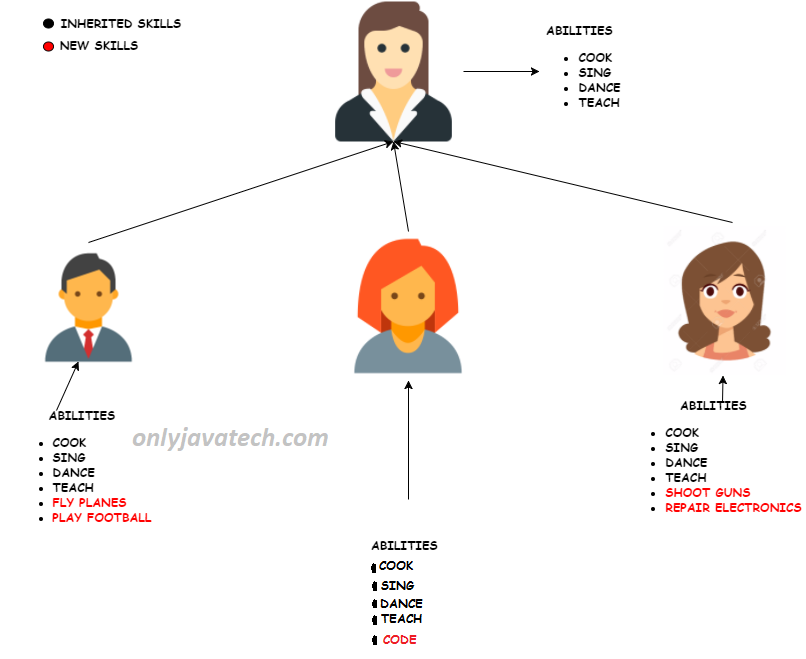 INHERITED SKILLS
NEW SKILLS
ABILITIES
COOK
SING
DANCE
TEACH
ABILITIES
COOK
SING
DANCE
TEACH
FLY PLANES
PLAY FOOTBALL
onlyjavatech.com
ABILITIES
COOK
SING
DANCE
TEACH
CODE
ABILITIES
COOK
SING
DANCE
TEACH
SHOOT GUNS
REPAIR ELECTRONICS